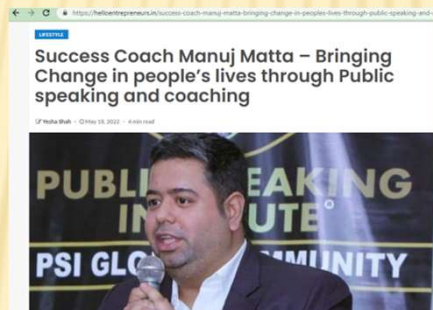 https://helloentrepreneurs.in/success-coach-manuj-matta-bringing-change-in-peoples-lives-through-public-speaking-and-
LIFESTYLE
Success Coach Manuj Matta – Bringing
Change in people's lives through Public
speaking and coaching
Yesha Shah - May 19, 2022 - 4 min read
PUBLI EAKING
IN UTE®
PSI GLO MUNITY